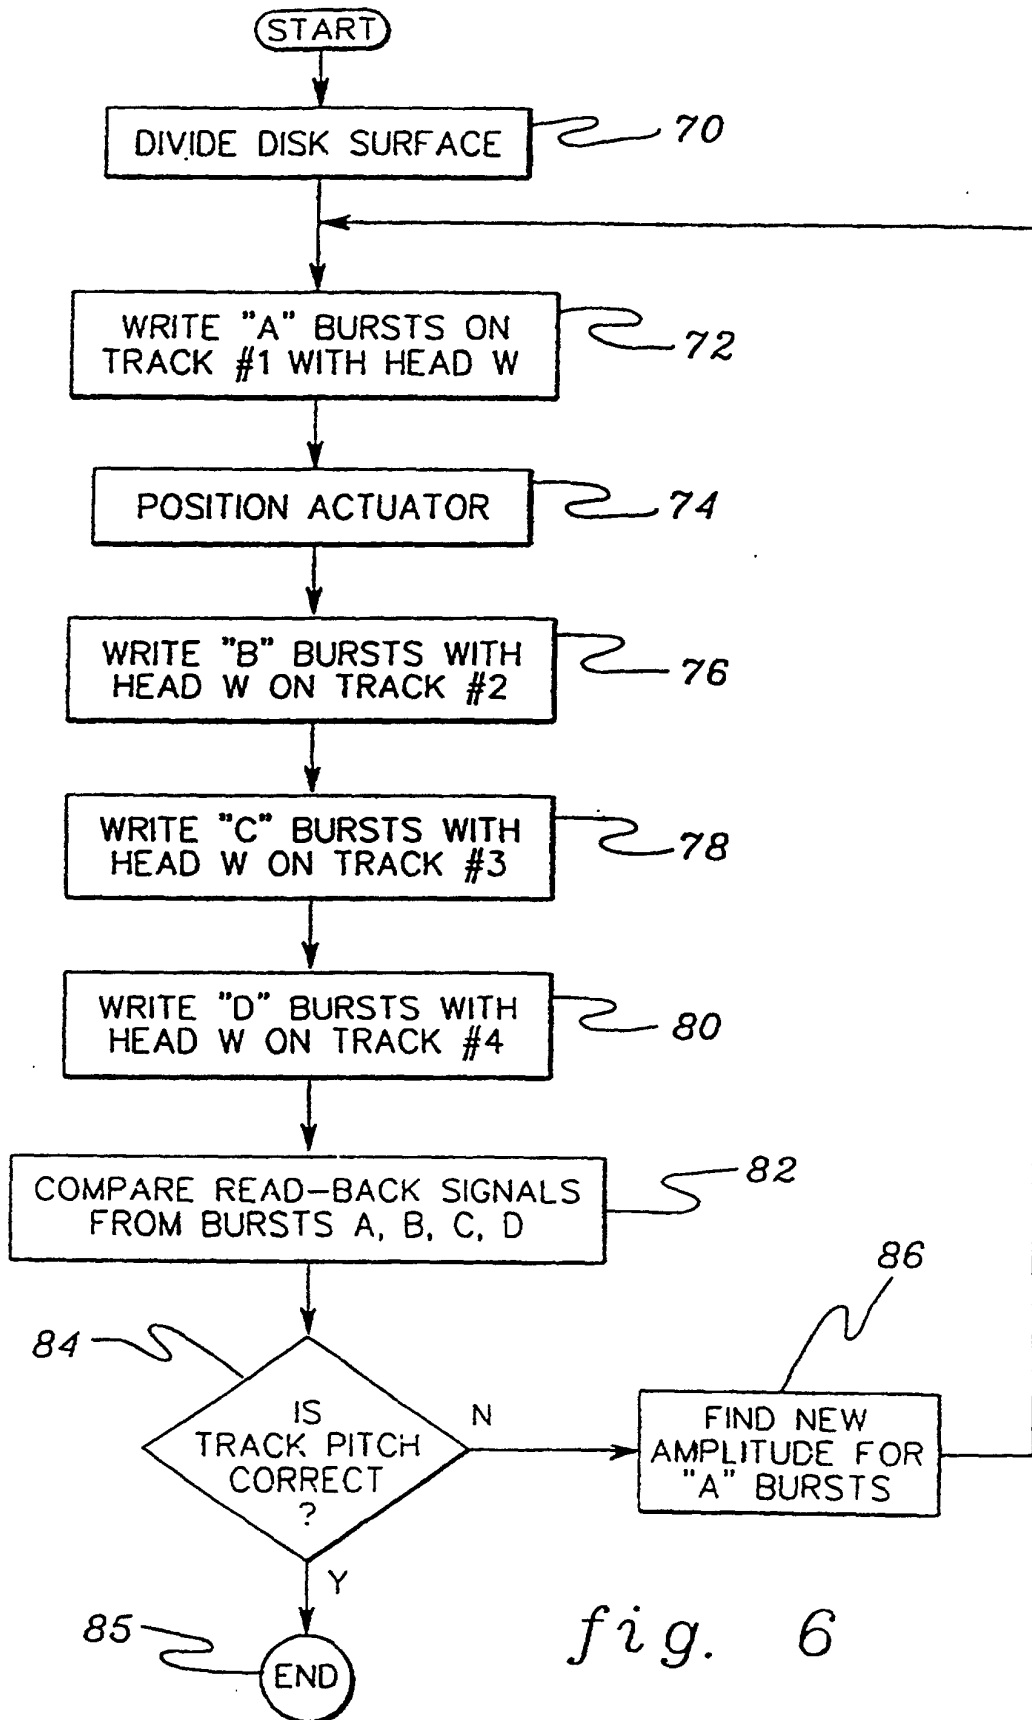 START
DIVIDE DISK SURFACE
70
WRITE "A" BURSTS ON
TRACK #1 WITH HEAD W
72
POSITION ACTUATOR
74
WRITE "B" BURSTS WITH
HEAD W ON TRACK #2
76
WRITE "C" BURSTS WITH
HEAD W ON TRACK #3
78
WRITE "D" BURSTS WITH
HEAD W ON TRACK #4
80
COMPARE READ-BACK SIGNALS
FROM BURSTS A, B, C, D
82
84
IS
TRACK PITCH
CORRECT
?
N
86
FIND NEW
AMPLITUDE FOR
"A" BURSTS
Y
85
END
fig. 6